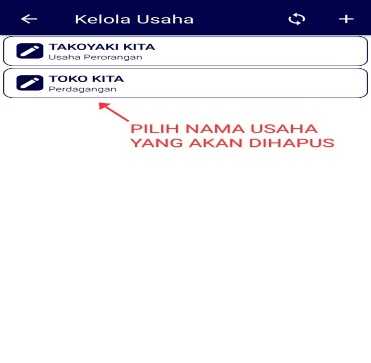 Kelola Usaha
TAKOYAKI KITA
Usaha Perorangan
TOKO KITA
Perdagangan
PILIH NAMA USAHA
YANG AKAN DIHAPUS